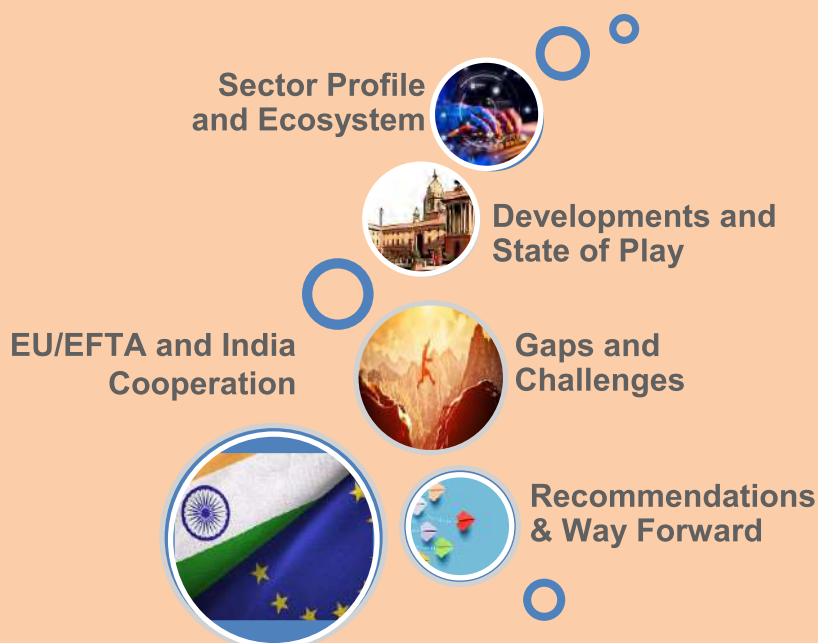 Sector Profile
and Ecosystem
Developments and
State of Play
EU/EFTA and India
Cooperation
Gaps and
Challenges
Recommendations
& Way Forward